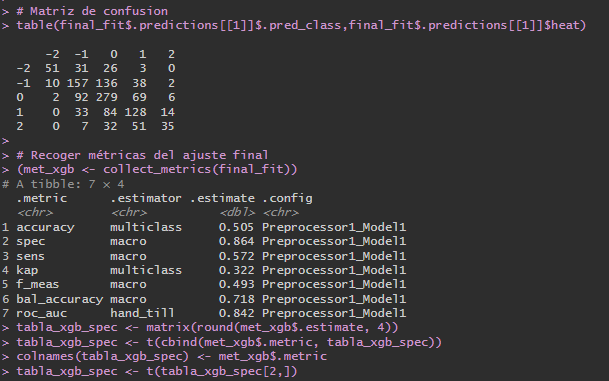 > # Matriz de confusion
> table(final_fit$.predictions[[1]]$.pred_class,final_fit$.predictions[[1]]$heat)
-2 -1 0 1 2
-2 51 31 26 3 0
-1 10 157 136 38 2
0 2 92 279 69 6
1 0 33 84 128 14
2 0 7 32 51 35
>
> # Recoger métricas del ajuste final
> (met_xgb <- collect_metrics(final_fit))
# A tibble: 7 × 4
.metric .estimator .estimate .config
<chr> <chr> <dbl> <chr>
1 accuracy multiclass 0.505 Preprocessor1_Model1
2 spec macro 0.864 Preprocessor1_Model1
3 sens macro 0.572 Preprocessor1_Model1
4 kap multiclass 0.322 Preprocessor1_Model1
5 f_meas macro 0.493 Preprocessor1_Model1
6 bal_accuracy macro 0.718 Preprocessor1_Model1
7 roc_auc hand_till 0.842 Preprocessor1_Model1
> tabla_xgb_spec <- matrix(round(met_xgb$.estimate, 4))
> tabla_xgb_spec <- t(cbind(met_xgb$.metric, tabla_xgb_spec))
> colnames(tabla_xgb_spec) <- met_xgb$.metric
> tabla_xgb_spec <- t(tabla_xgb_spec[2,])